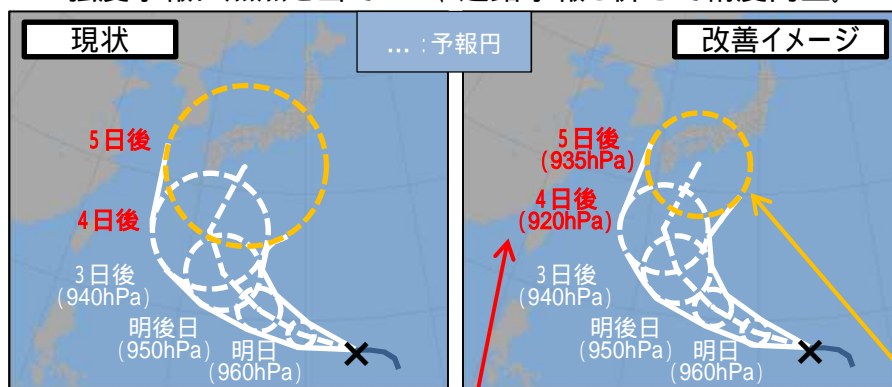 現状
… : 予報円
改善イメージ
5日後
4日後
3日後
(940hPa)
明後日
(950hPa)
明日
(960hPa)
5日後
(935hPa)
4日後
(920hPa)
3日後
(940hPa)
明後日
(950hPa)
明日
(960hPa)